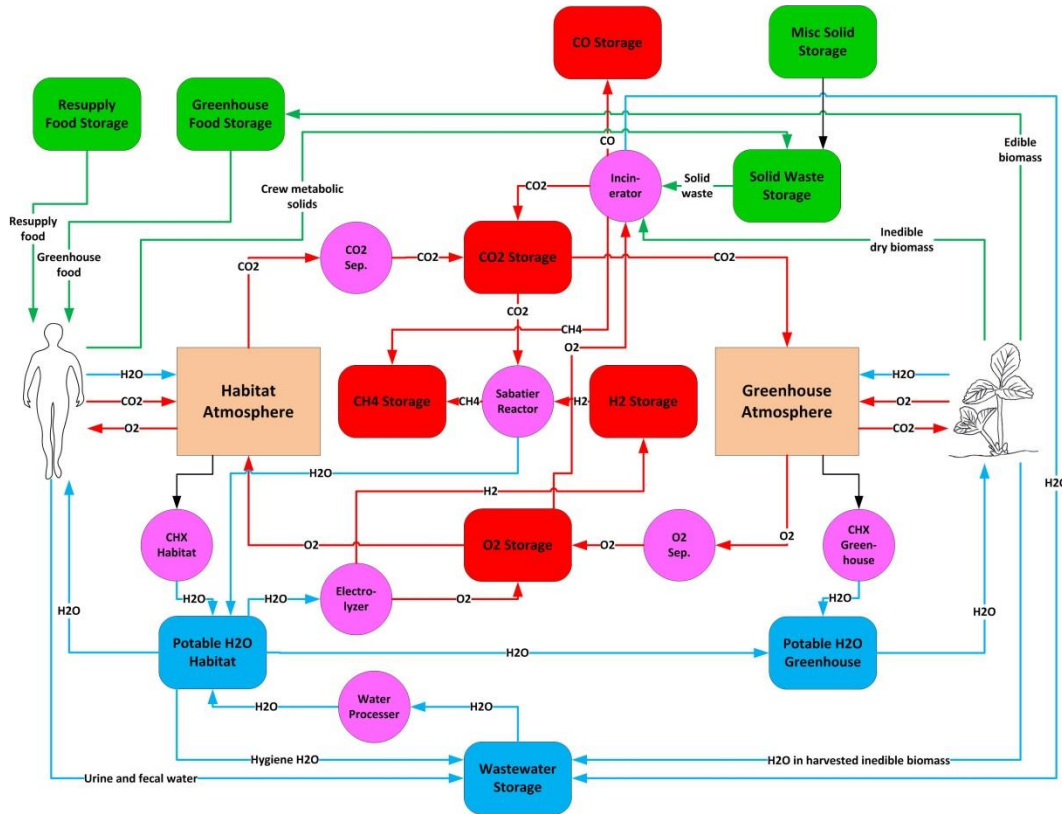 CO Storage
Misc Solid
Storage
Resupply
Food Storage
Greenhouse
Food Storage
CO
Edible
biomass
Incin-
erator
Solid
waste
Solid Waste
Storage
Crew metabolic
solids
CO2
Resupply
food
Greenhouse
food
Inedible
dry biomass
CO2
CO2
Sep.
CO2
CO2 Storage
CO2
CO2
CH4
O2
H2O
CO2
O2
Habitat
Atmosphere
CH4 Storage
CH4
Sabatier
Reactor
H2
H2 Storage
Greenhouse
Atmosphere
H2O
O2
CO2
H2O
H2O
H2
CHX
Habitat
O2
O2 Storage
O2
O2
Sep.
O2
CHX
Green-
house
H2O
H2O
H2O
Electro-
lyzer
O2
H2O
H2O
Potable H2O
Habitat
H2O
Potable H2O
Greenhouse
H2O
Water
Processer
H2O
Hygiene H2O
Urine and fecal water
Wastewater
Storage
H2O in harvested inedible biomass